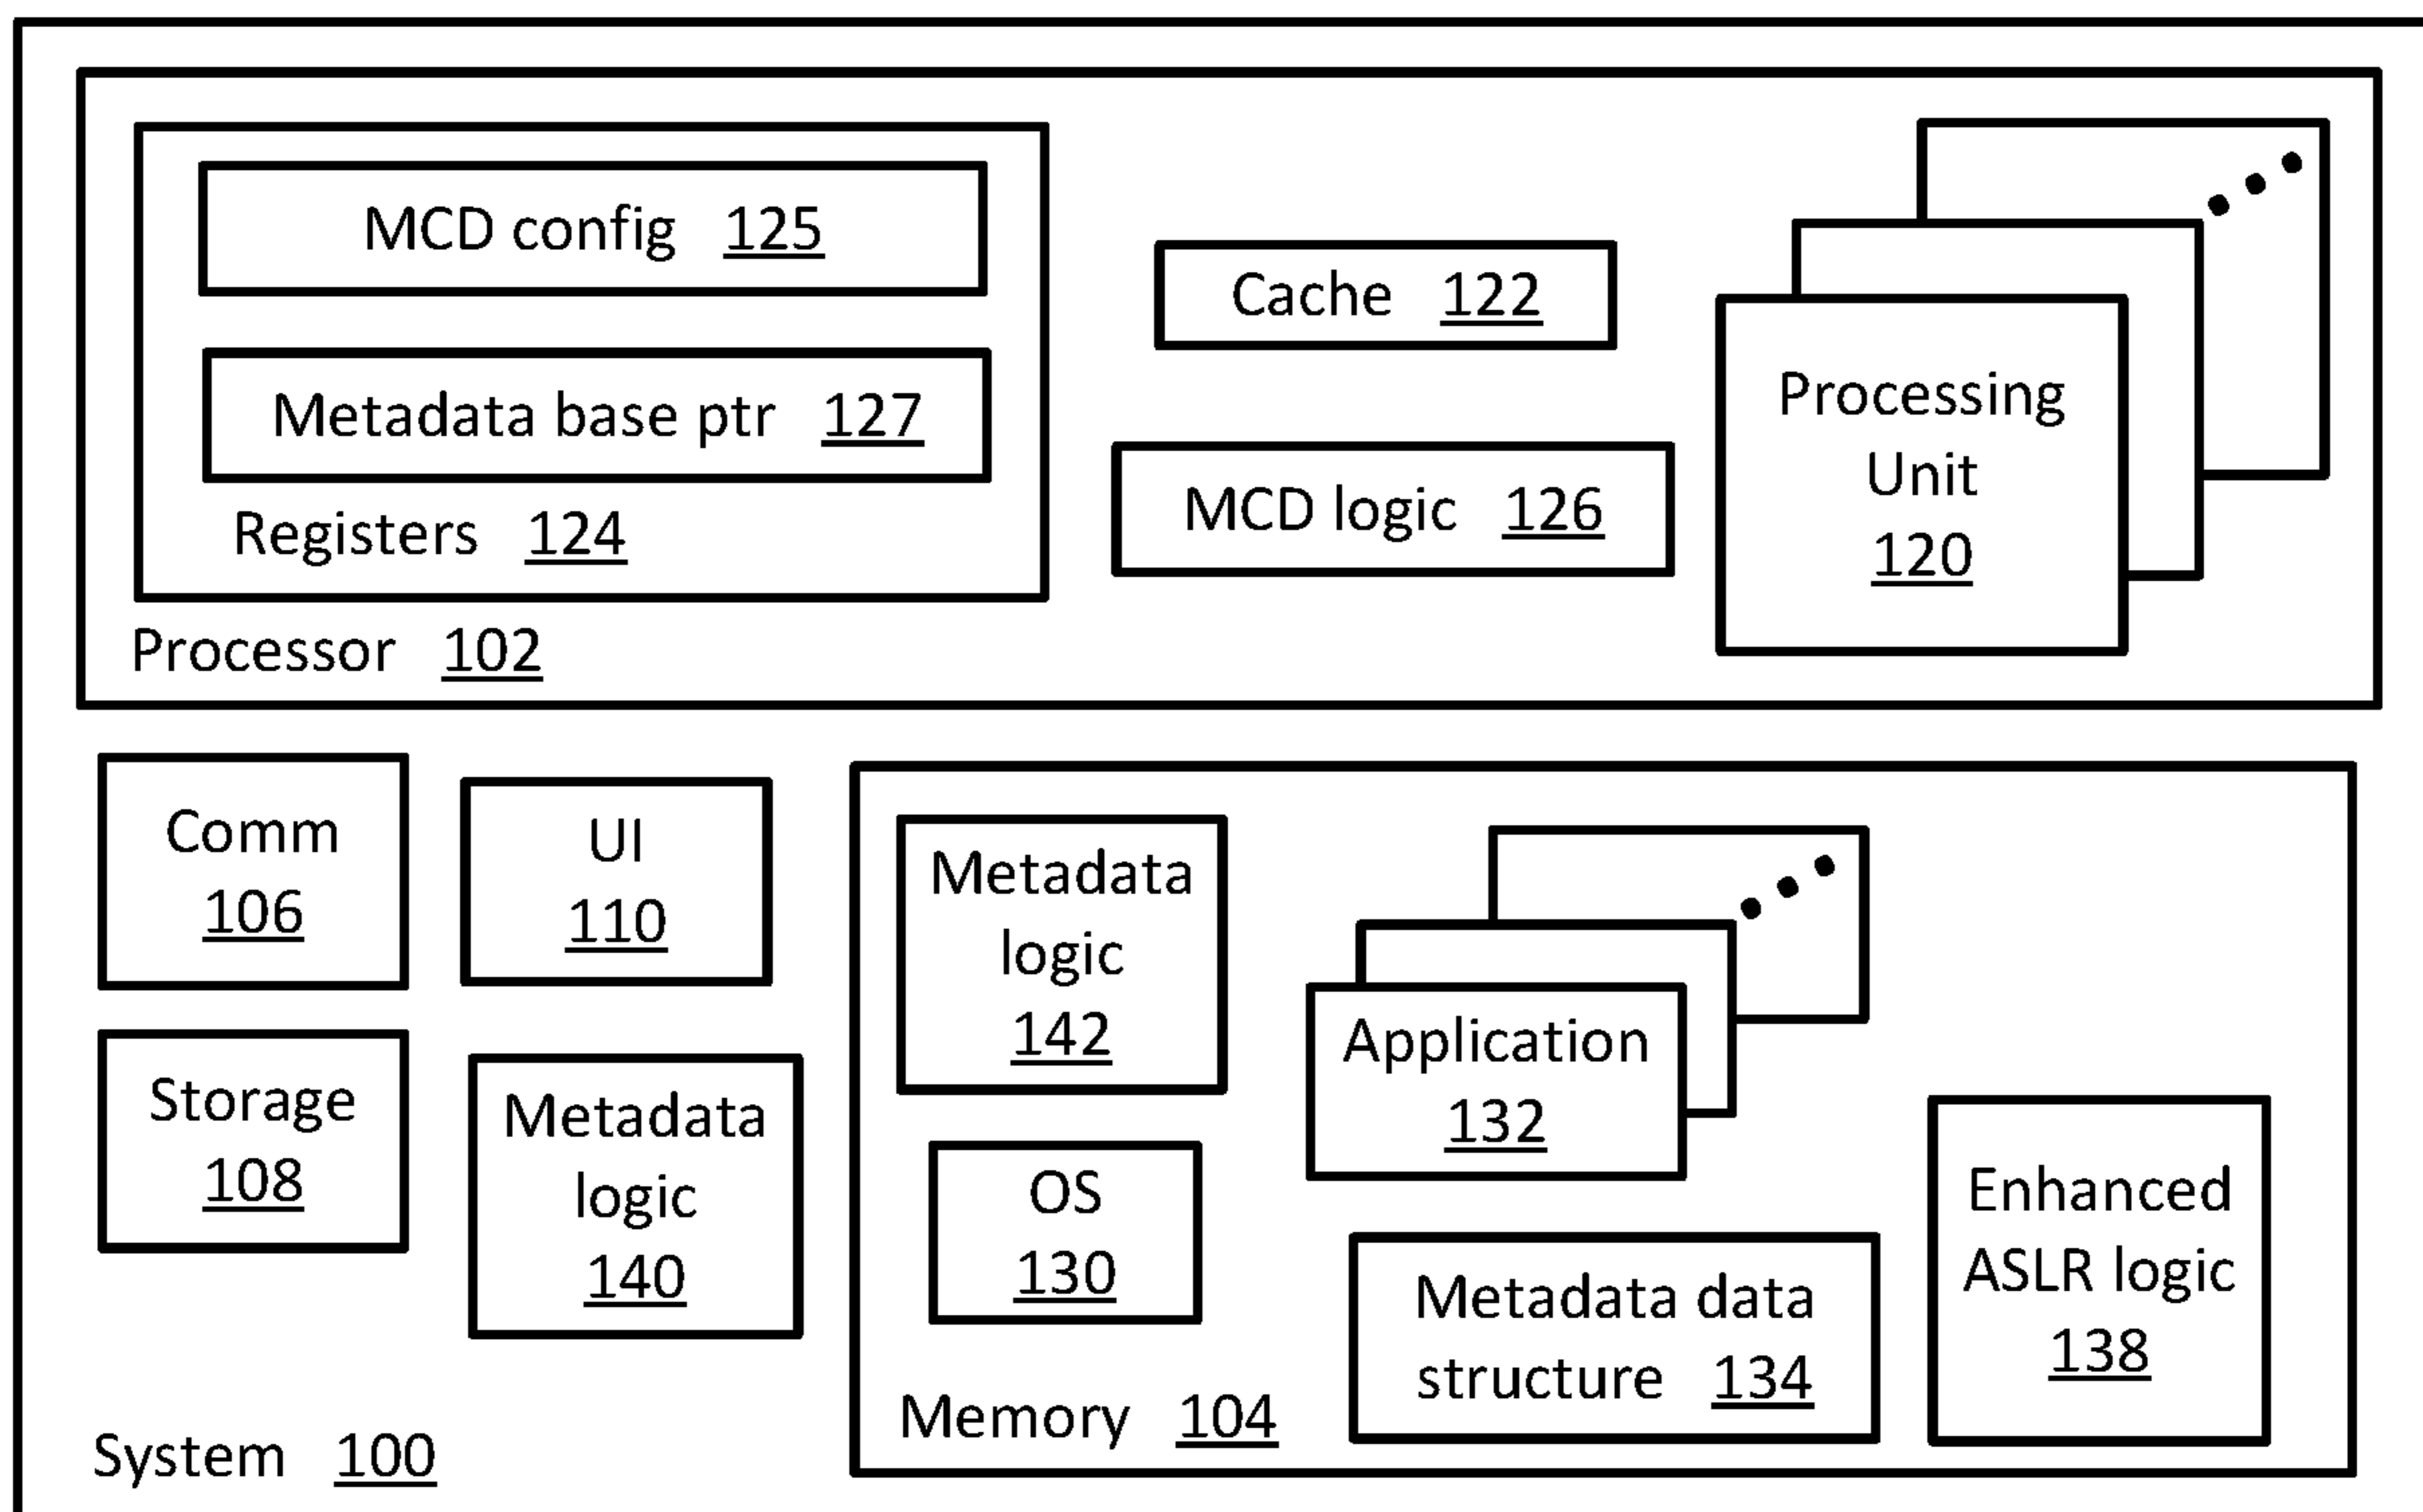 MCD config 125
Metadata base ptr 127
Registers 124
Processor 102
Cache 122
MCD logic 126
Processing
Unit
120
Comm
106
UI
110
Storage
108
Metadata
logic
140
System 100
Metadata
logic
142
Application
132
OS
130
Metadata data
structure 134
Enhanced
ASLR logic
138
Memory 104